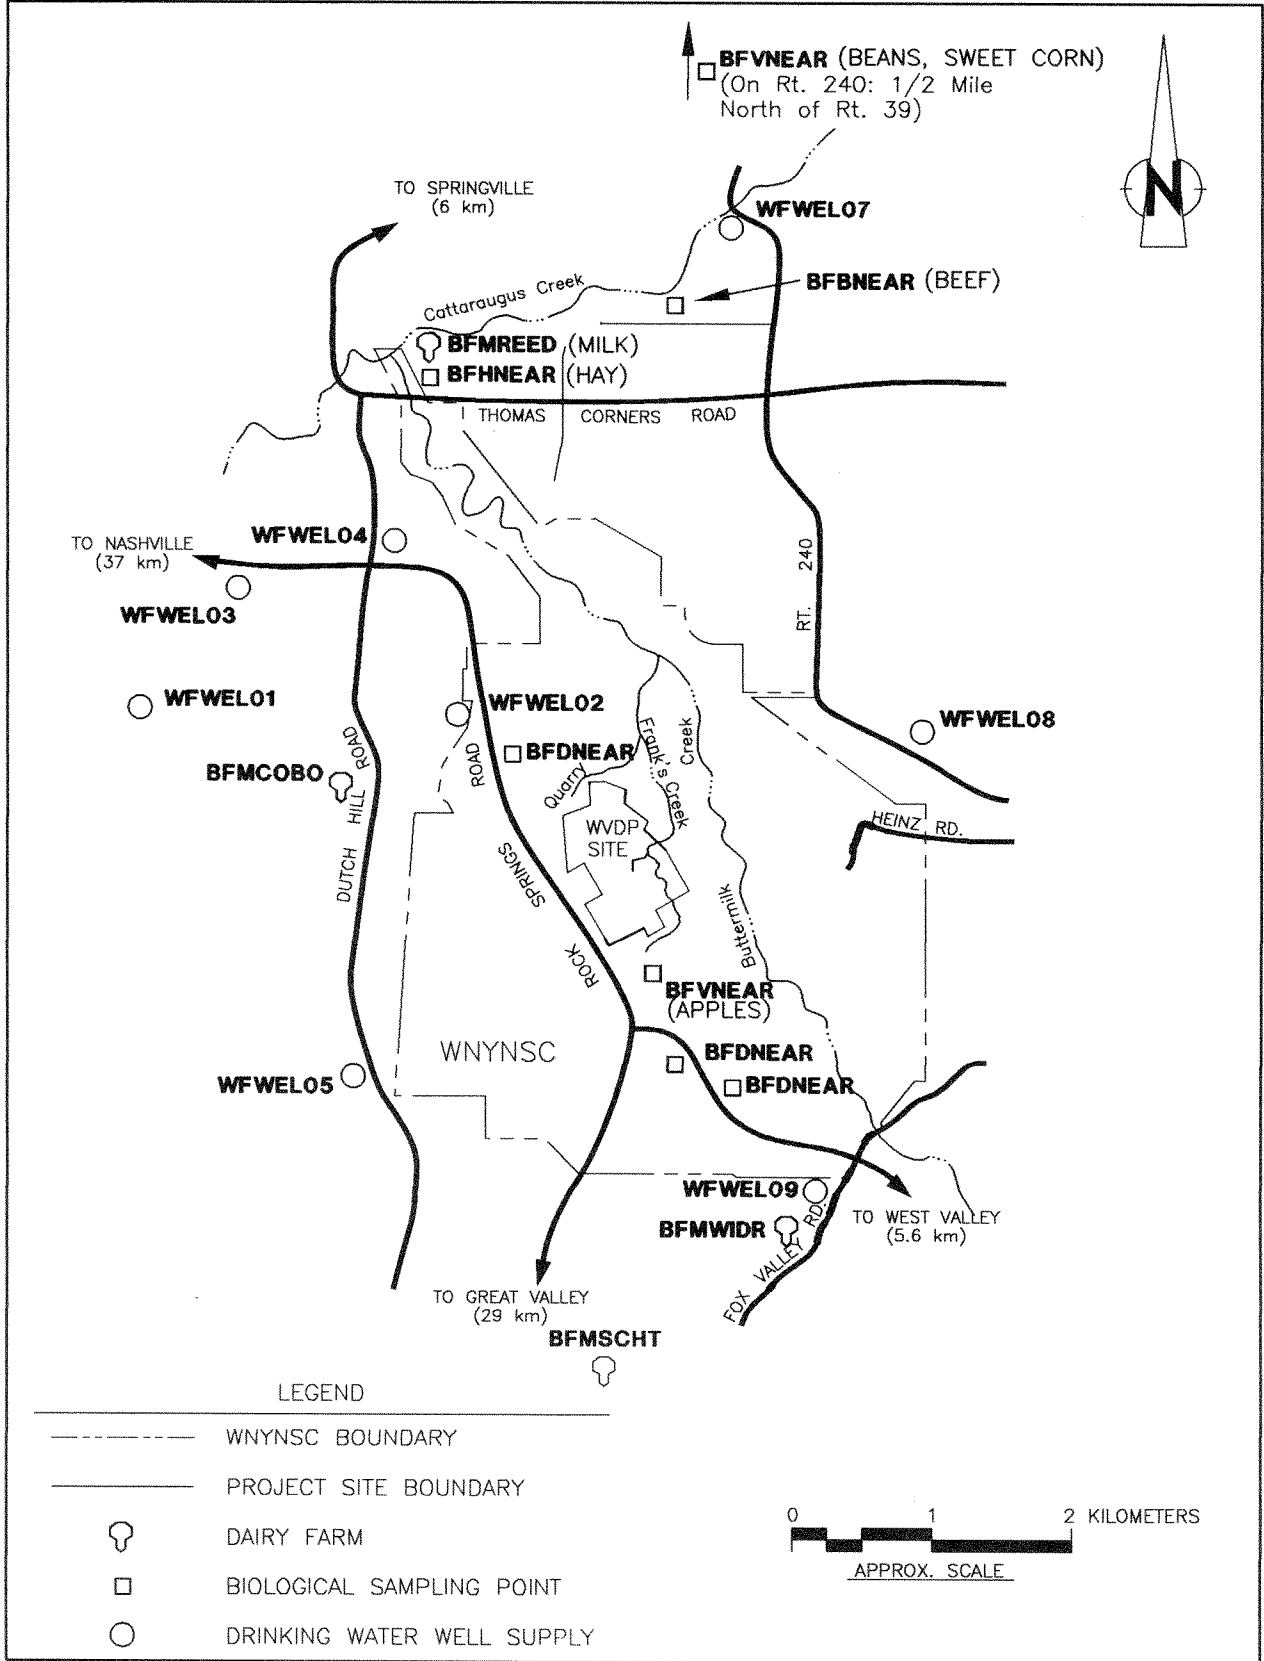 BFVNEAR (BEANS, SWEET CORN)
(On Rt. 240: 1/2 Mile
North of Rt. 39)
N
TO SPRINGVILLE
(6 km)
WFWEL07
Cattaraugus Creek
BFBNEAR (BEEF)
BFMREED (MILK)
BFHNEAR (HAY)
THOMAS CORNERS ROAD
WFWEL04
TO NASHVILLE
(37 km)
RT. 240
WFWEL03
WFWEL01
WFWEL02
WFWEL08
BFDNEAR
BFMCOBO
DUTCH HILL ROAD
Quarry
Frank's Creek
Buttermilk Creek
WVDP
SITE
HEINZ RD.
ROCK SPRINGS ROAD
BFVNEAR
(APPLES)
WNYNSC
BFDNEAR
BFDNEAR
WFWEL05
WFWEL09
BFMWIDR
FOX VALLEY RD.
TO WEST VALLEY
(5.6 km)
TO GREAT VALLEY
(29 km)
BFMSCHT
LEGEND
WNYNSC BOUNDARY
PROJECT SITE BOUNDARY
DAIRY FARM
BIOLOGICAL SAMPLING POINT
DRINKING WATER WELL SUPPLY
0 1 2 KILOMETERS
APPROX. SCALE